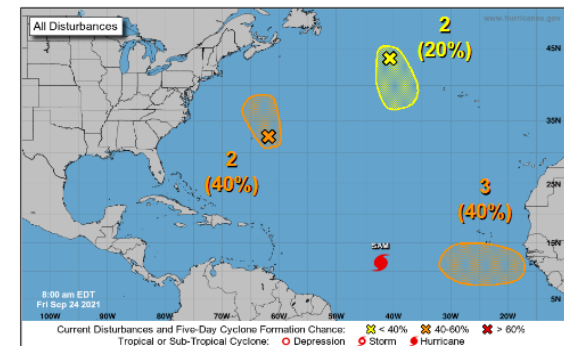 All Disturbances
www.hurricanes.gov
2
(20%)
45N
2
(40%)
35N
3
(40%)
25N
SAM
15N
5N
8:00 am EDT
Fri Sep 24 2021
100W 90W 80W 70W 60W 50W 40W 30W 20W
Current Disturbances and Five-Day Cyclone Formation Chance: < 40% 40-60% > 60%
Tropical or Sub-Tropical Cyclone: Depression Storm Hurricane